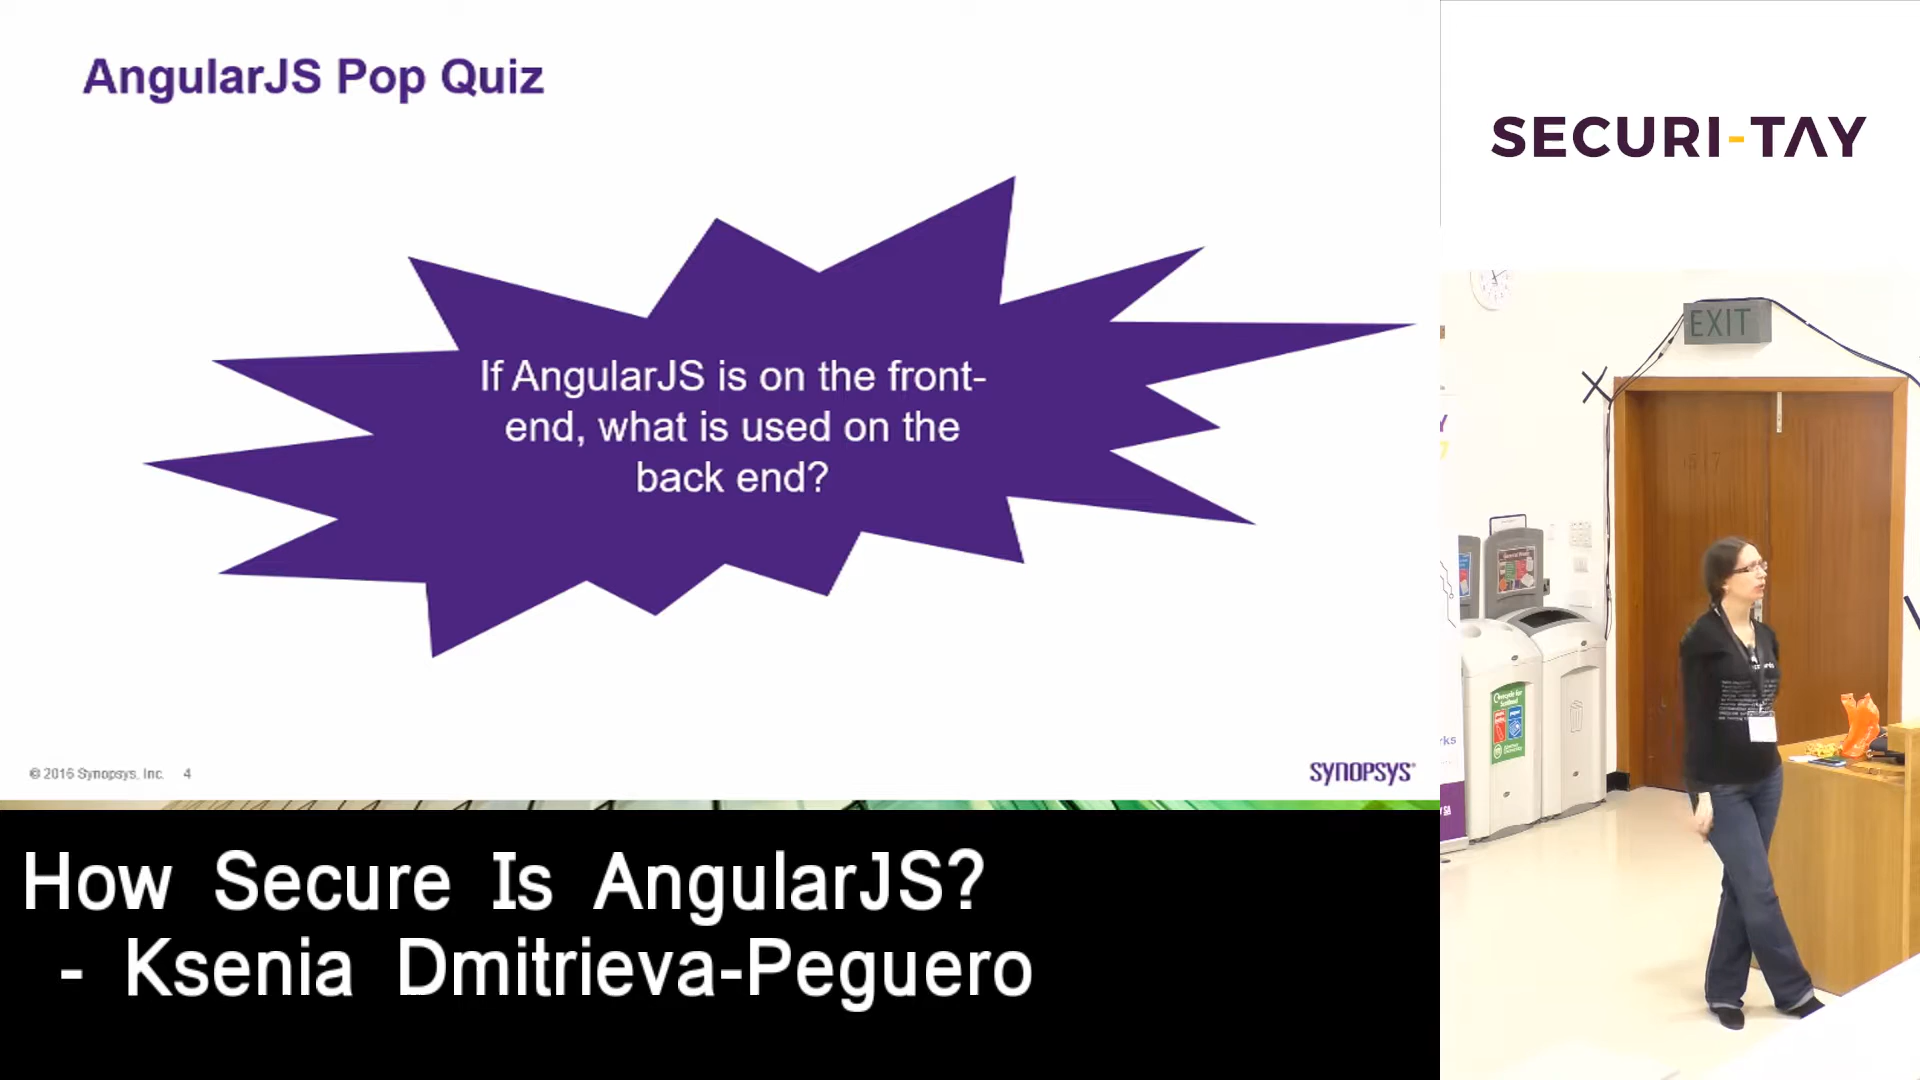 AngularJS Pop Quiz
If AngularJS is on the front-
end, what is used on the
back end?
© 2016 Synopsys, Inc. 4
SYNOPSYS®
How Secure Is AngularJS?
- Ksenia Dmitrieva-Peguero
SECURI-TAY
EXIT